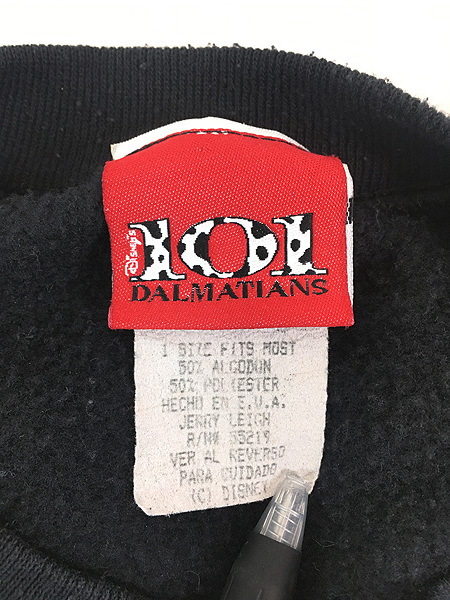 Disney's
101
DALMATIANS
1 SIZE FITS MOST
50% ALGODON
50% POLIESTER
HECHO EN E.U.A.
JERRY LEIGH
R/N# 55219
VER AL REVERSO
PARA CUIDADO
(C) DISNEY